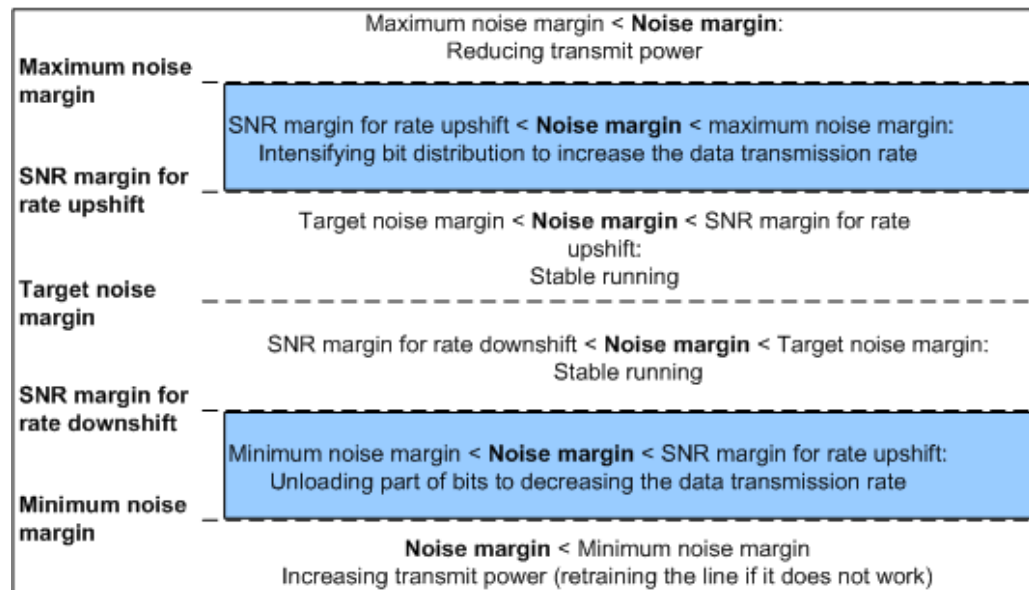 Maximum noise margin < Noise margin:
Reducing transmit power
Maximum noise
margin
SNR margin for rate upshift < Noise margin < maximum noise margin:
Intensifying bit distribution to increase the data transmission rate
SNR margin for
rate upshift
Target noise margin < Noise margin < SNR margin for rate
upshift:
Stable running
Target noise
margin
SNR margin for rate downshift < Noise margin < Target noise margin:
Stable running
SNR margin for
rate downshift
Minimum noise margin < Noise margin < SNR margin for rate upshift:
Unloading part of bits to decreasing the data transmission rate
Minimum noise
margin
Noise margin < Minimum noise margin
Increasing transmit power (retraining the line if it does not work)